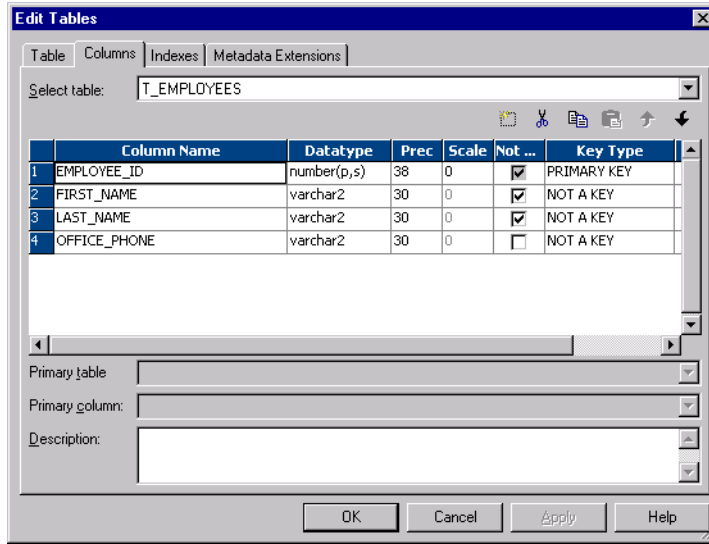 Edit Tables
Table Columns Indexes Metadata Extensions
Select table: T_EMPLOYEES
Column Name Datatype Prec Scale Not ... Key Type
1 EMPLOYEE_ID number(p,s) 38 0 PRIMARY KEY
2 FIRST_NAME varchar2 30 0 NOT A KEY
3 LAST_NAME varchar2 30 0 NOT A KEY
4 OFFICE_PHONE varchar2 30 0 NOT A KEY
Primary table
Primary column:
Description:
OK Cancel Apply Help